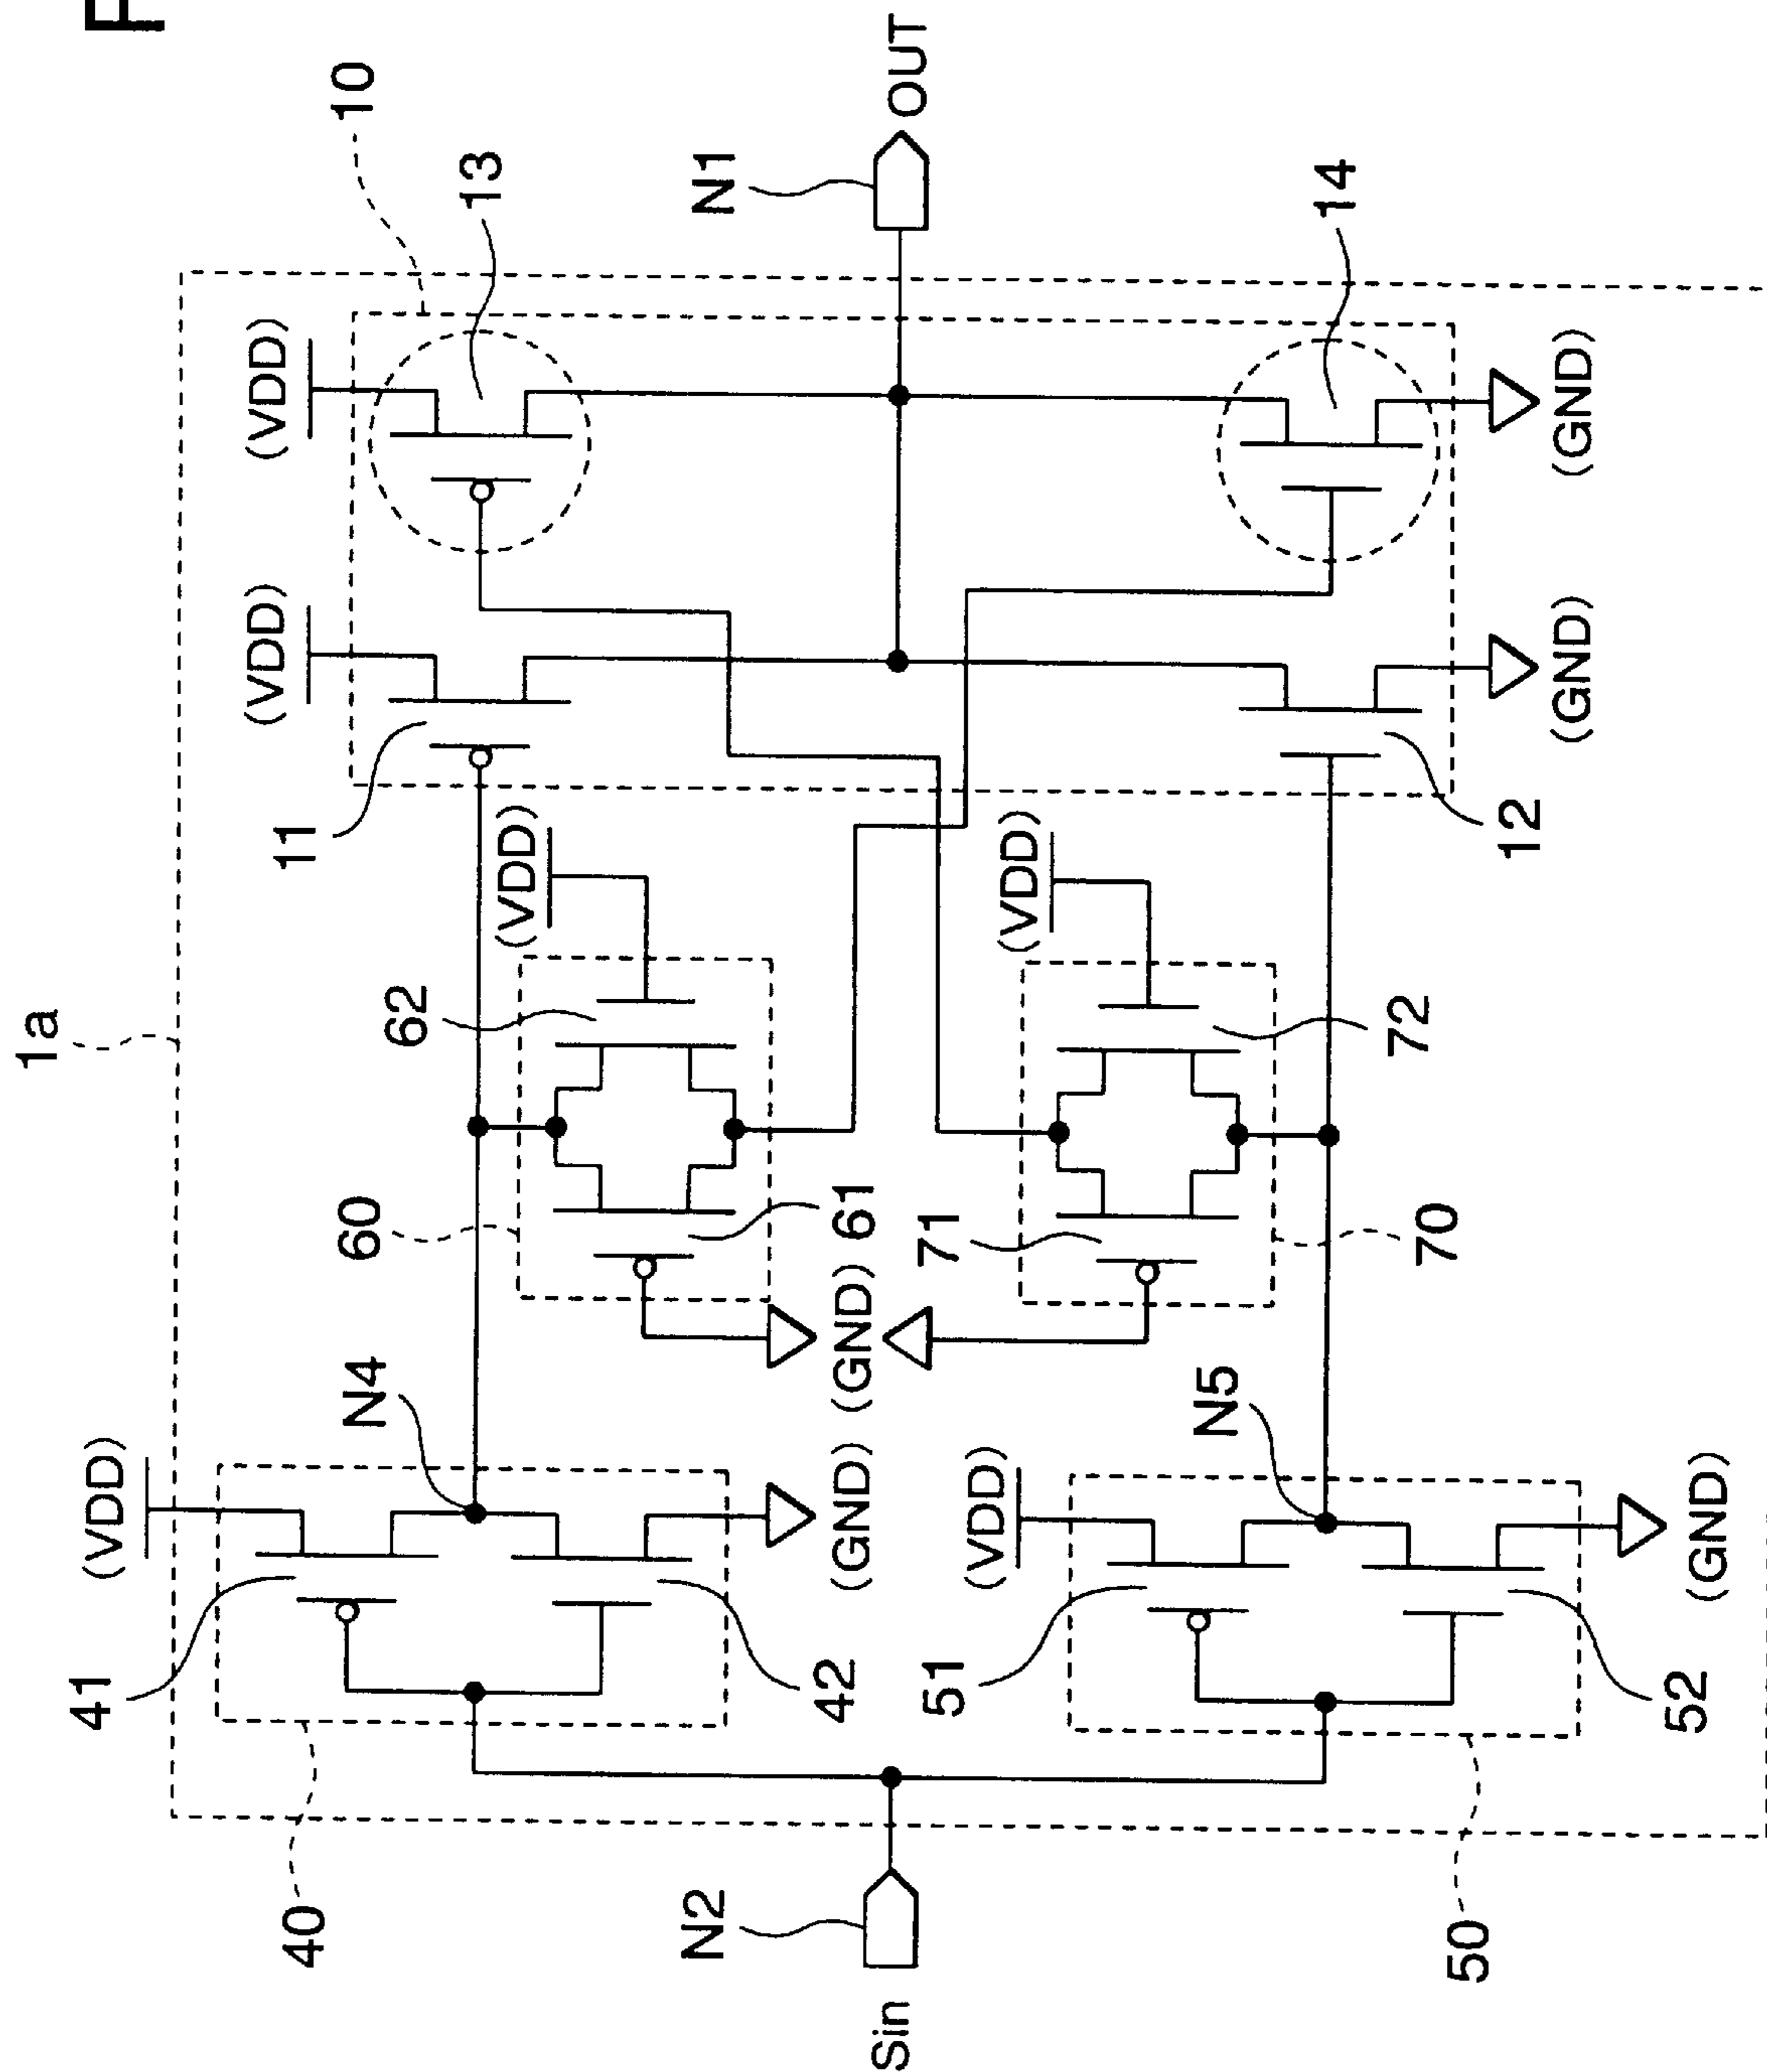 1a
10
(VDD)
(VDD)
(VDD)
13
11
N4
41
40
60
62
(VDD)
61
(GND)
(GND)
42
N1
OUT
N2
Sin
(VDD)
(VDD)
71
72
70
51
N5
14
12
(GND)
(GND)
52
50
(GND)